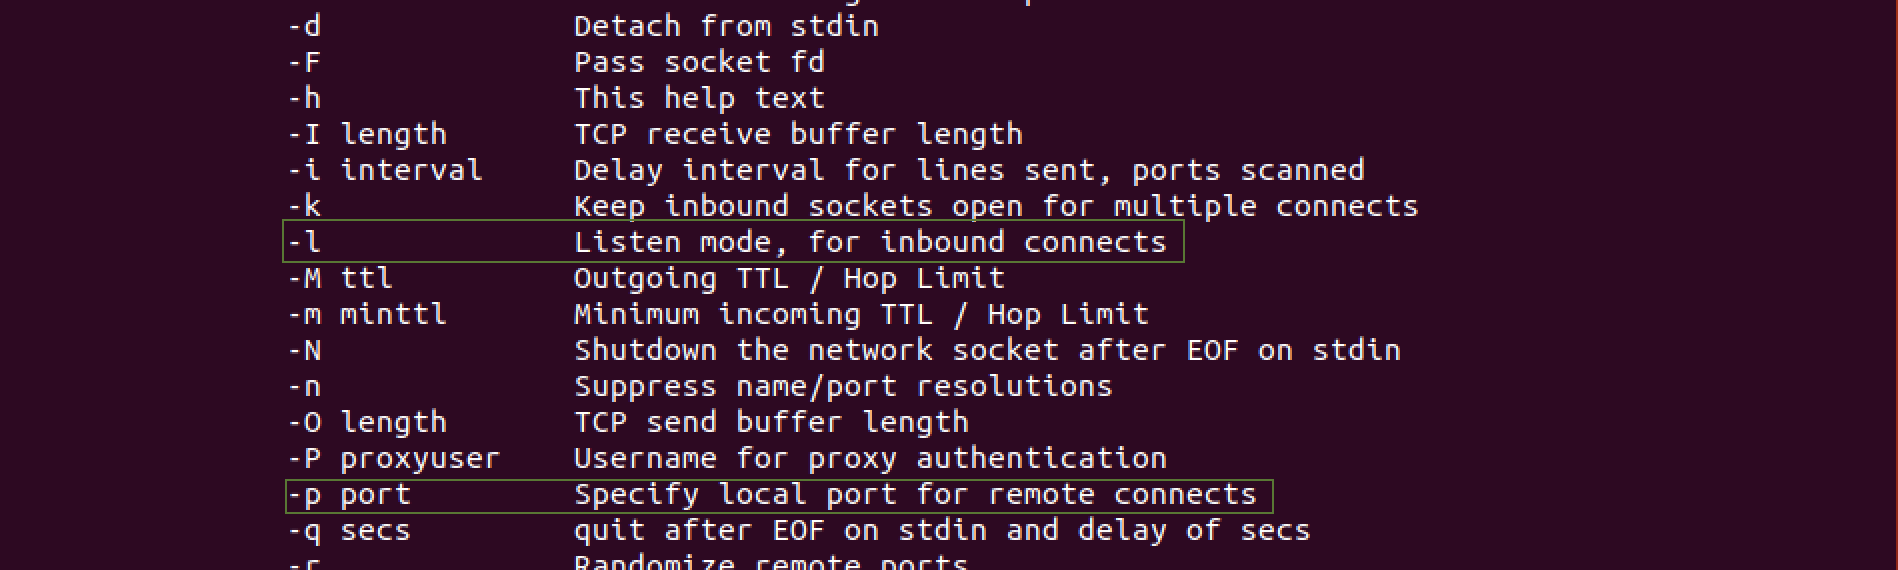 -d Detach from stdin
-F Pass socket fd
-h This help text
-I length TCP receive buffer length
-i interval Delay interval for lines sent, ports scanned
-k Keep inbound sockets open for multiple connects
-l Listen mode, for inbound connects
-M ttl Outgoing TTL / Hop Limit
-m minttl Minimum incoming TTL / Hop Limit
-N Shutdown the network socket after EOF on stdin
-n Suppress name/port resolutions
-O length TCP send buffer length
-P proxyuser Username for proxy authentication
-p port Specify local port for remote connects
-q secs quit after EOF on stdin and delay of secs
-r Randomize remote ports